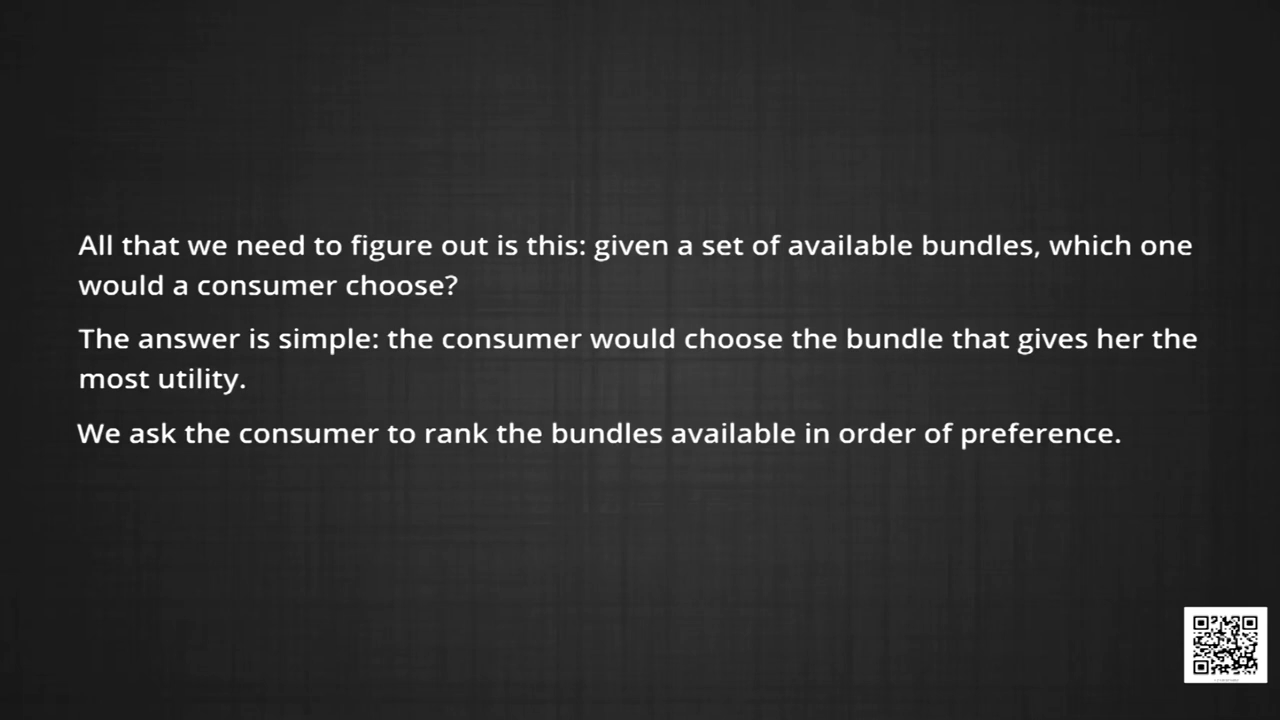 All that we need to figure out is this: given a set of available bundles, which one
would a consumer choose?
The answer is simple: the consumer would choose the bundle that gives her the
most utility.
We ask the consumer to rank the bundles available in order of preference.